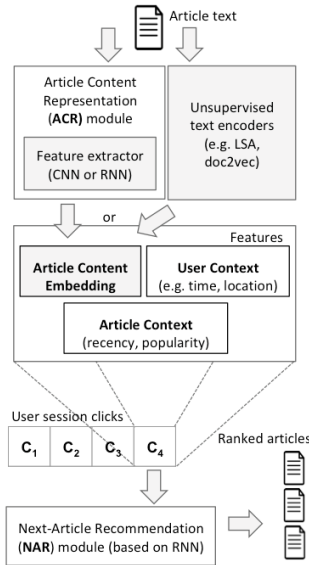 Article text
Article Content
Representation
(ACR) module
Feature extractor
(CNN or RNN)
Unsupervised
text encoders
(e.g. LSA,
doc2vec)
or
Features
Article Content
Embedding
User Context
(e.g. time, location)
Article Context
(recency, popularity)
User session clicks
C1 C2 C3 C4
Ranked articles
Next-Article Recommendation
(NAR) module (based on RNN)